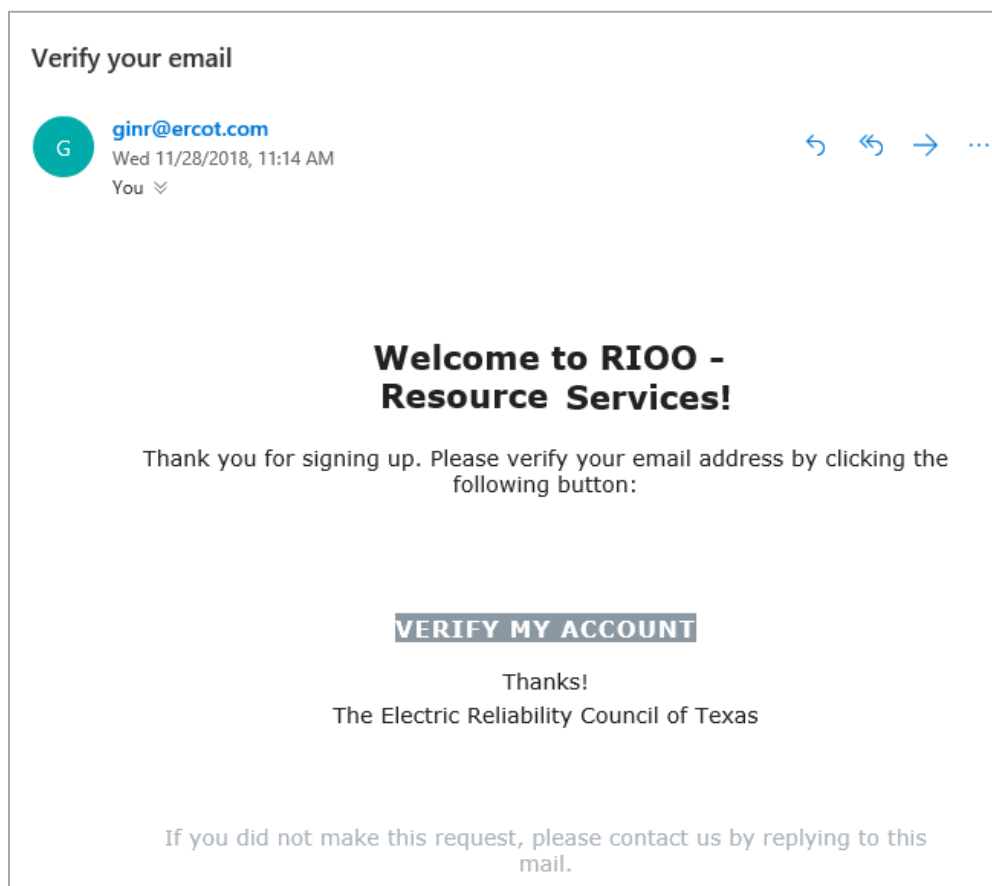 Verify your email
G
ginr@ercot.com
Wed 11/28/2018, 11:14 AM
You
Welcome to RIOO -
Resource Services!
Thank you for signing up. Please verify your email address by clicking the
following button:
VERIFY MY ACCOUNT
Thanks!
The Electric Reliability Council of Texas
If you did not make this request, please contact us by replying to this
mail.